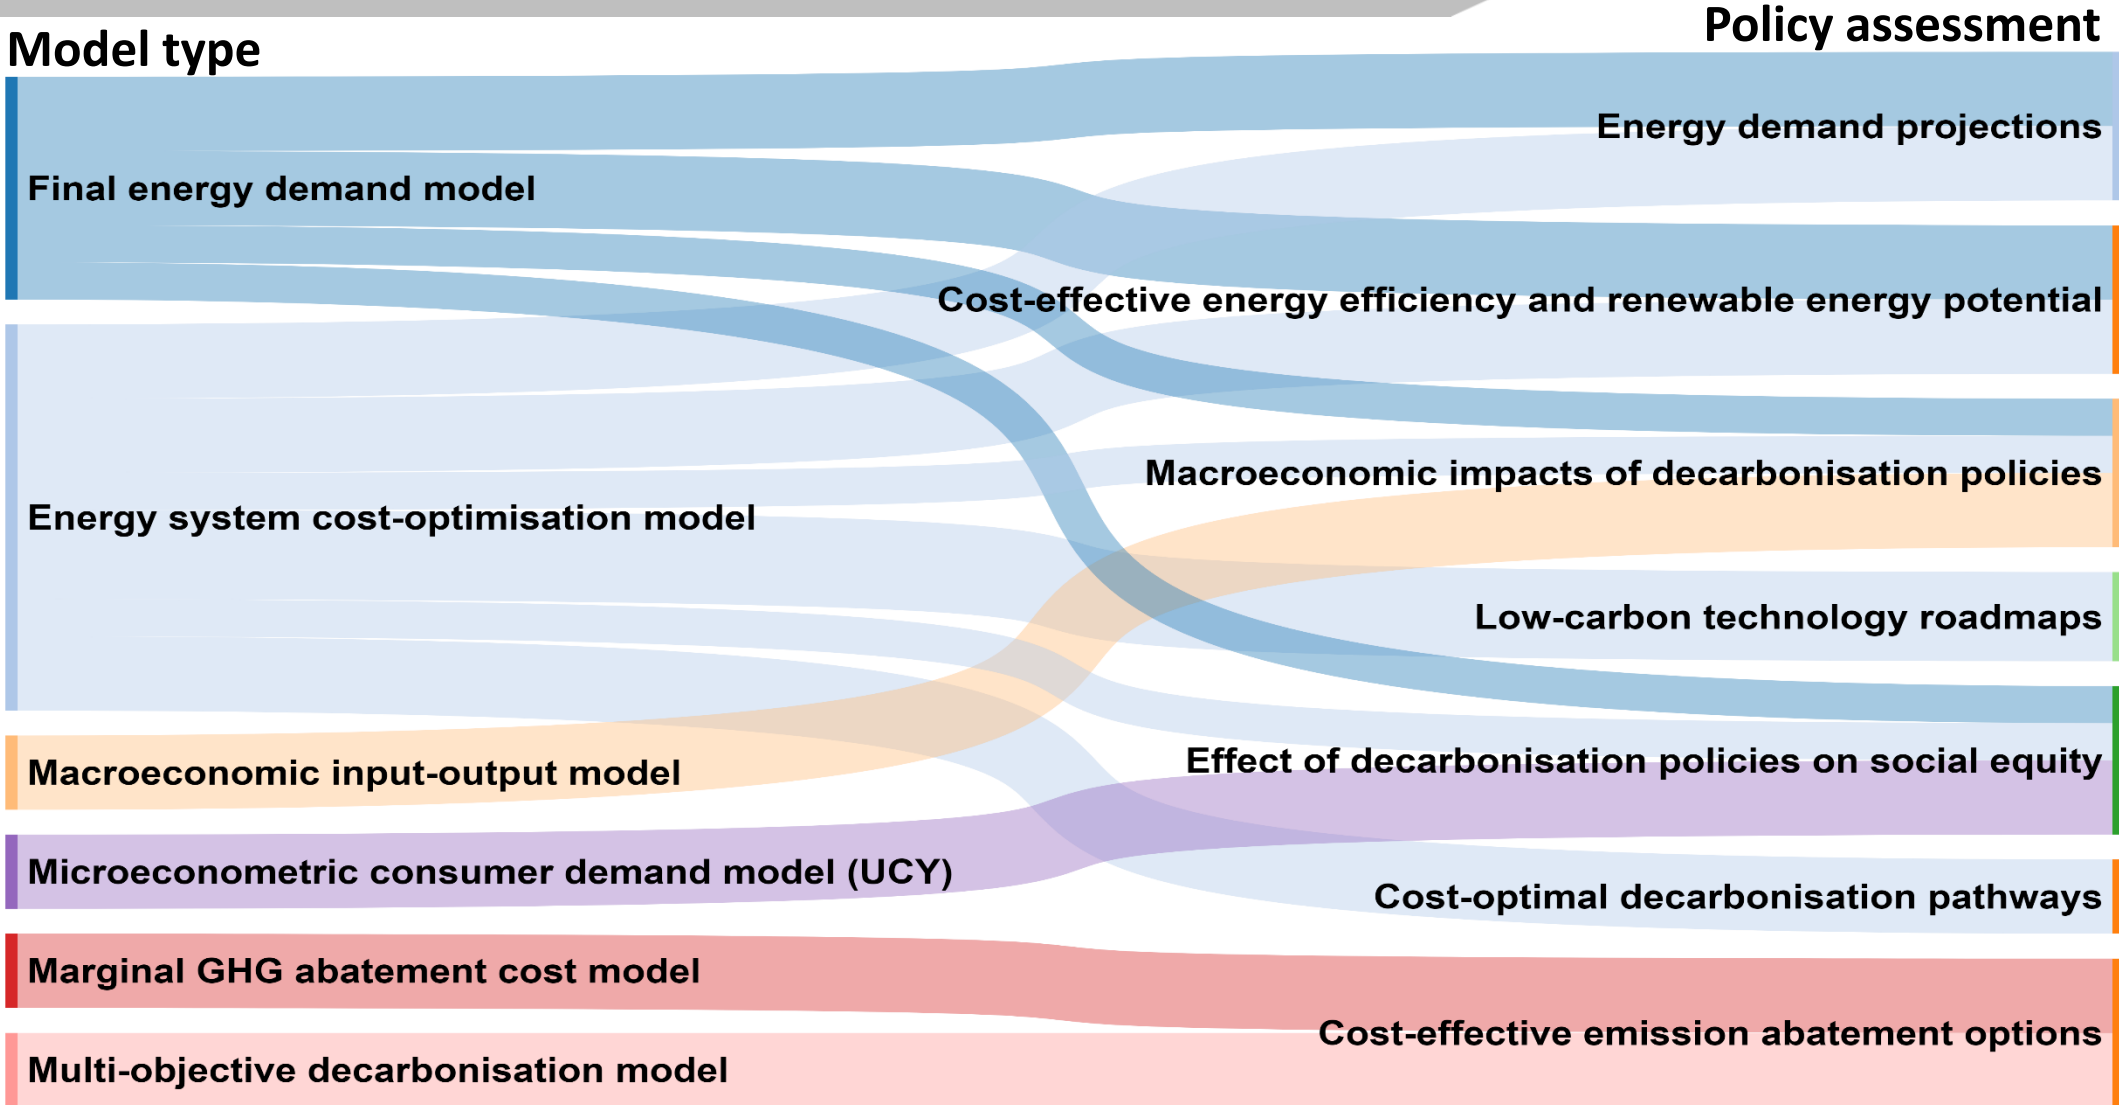 Model type
Policy assessment
Final energy demand model
Energy system cost-optimisation model
Macroeconomic input-output model
Microeconometric consumer demand model (UCY)
Marginal GHG abatement cost model
Multi-objective decarbonisation model
Energy demand projections
Cost-effective energy efficiency and renewable energy potential
Macroeconomic impacts of decarbonisation policies
Low-carbon technology roadmaps
Effect of decarbonisation policies on social equity
Cost-optimal decarbonisation pathways
Cost-effective emission abatement options